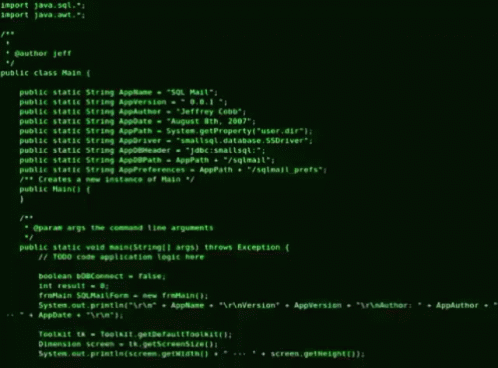 import java.sql.*;
import java.awt.*;
/**
*
* @author jeff
*/
public class Main {
public static String AppName = "SQL Mail";
public static String AppVersion = " 0.0.1 ";
public static String AppAuthor = "Jeffrey Cobb";
public static String AppDate = "August 8th, 2007";
public static String AppPath = System.getProperty("user.dir");
public static String AppDriver = "smallsql.database.SSDriver";
public static String AppDBHeader = "jdbc:smallsql:";
public static String AppDBPath = AppPath + "/sqlmail";
public static String AppPreferences = AppPath + "/sqlmail_prefs";
/** Creates a new instance of Main */
public Main() {
}
/**
* @param args the command line arguments
*/
public static void main(String[] args) throws Exception {
// TODO code application logic here
boolean bDBConnect = false;
int result = 0;
frmMain SQLMailForm = new frmMain();
System.out.println("\r\n" + AppName + "\r\nVersion" + AppVersion + "\r\nAuthor: " + AppAuthor + "
-- " + AppDate + "\r\n");
Toolkit tk = Toolkit.getDefaultToolkit();
Dimension screen = tk.getScreenSize();
System.out.println(screen.getWidth() + " --- " + screen.getHeight());